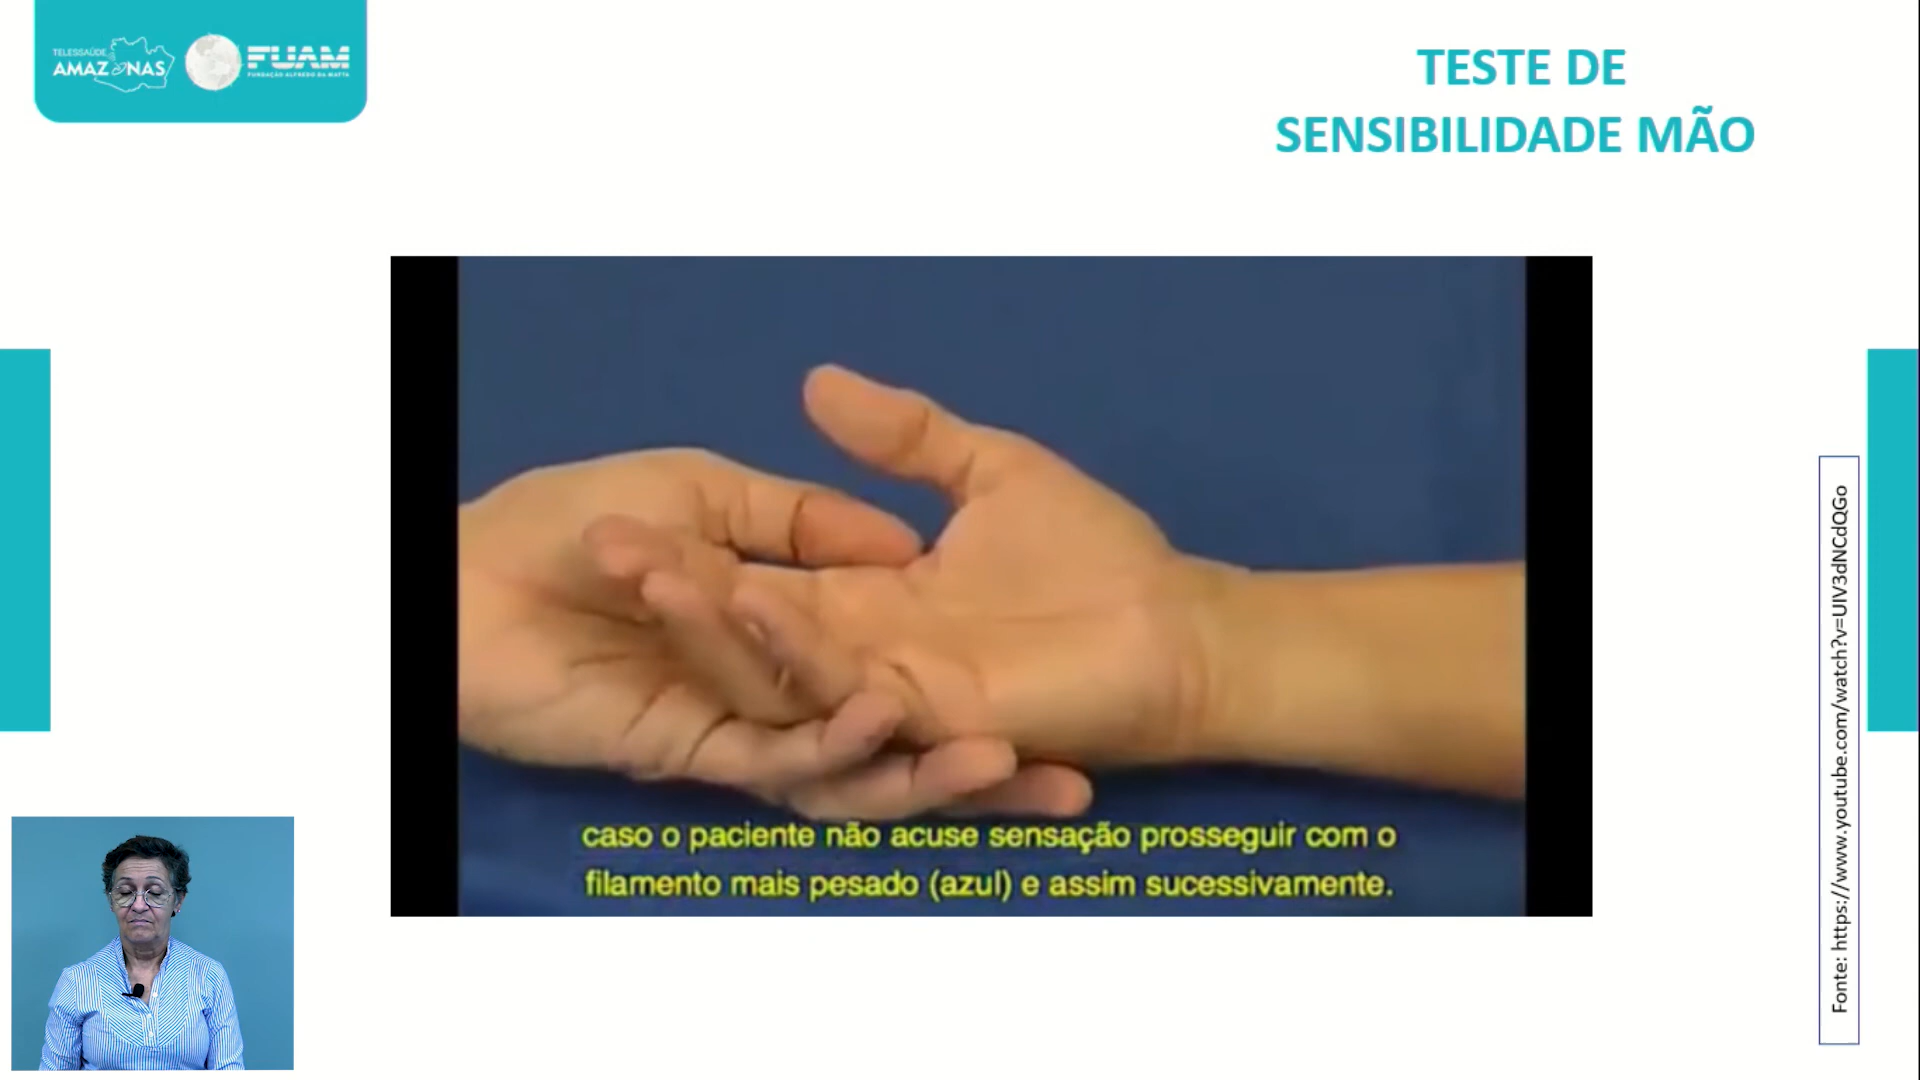 TELESSAÚDE
AMAZONAS
FUAM
FUNDAÇÃO ALFREDO DA MATTA
TESTE DE
SENSIBILIDADE MÃO
caso o paciente não acuse sensação prosseguir com o
filamento mais pesado (azul) e assim sucessivamente.
Fonte: https://www.youtube.com/watch?v=UIV3dNCdQGo